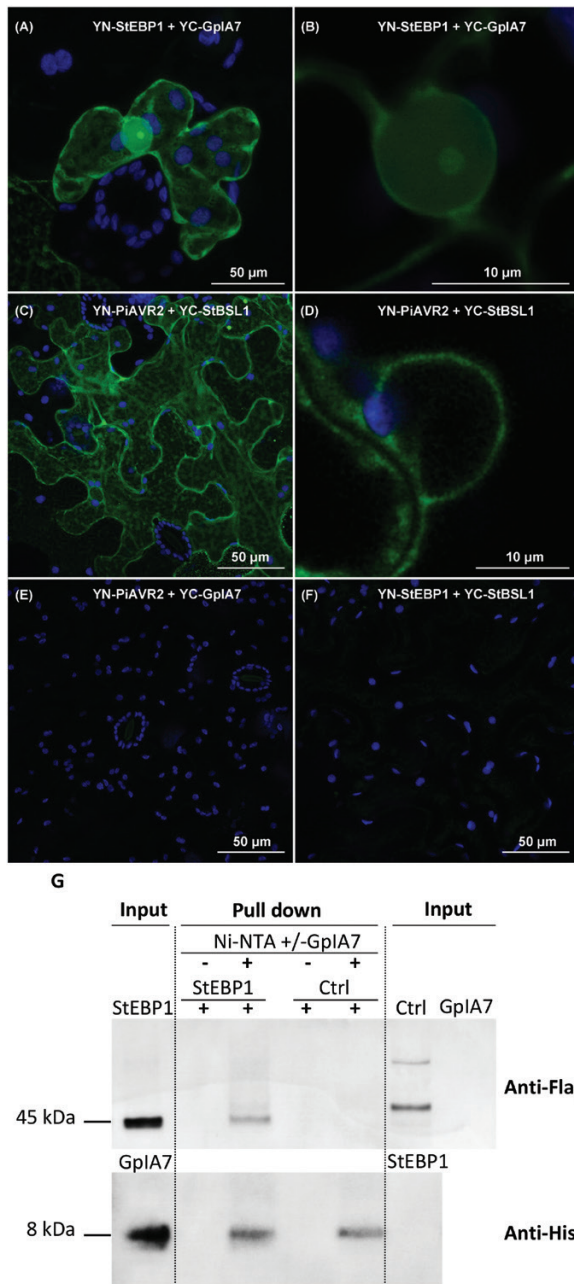 (A) YN-StEBP1 + YC-GpIA7
(B) YN-StEBP1 + YC-GpIA7
50 µm
10 µm
(C) YN-PiAVR2 + YC-StBSL1
(D) YN-PiAVR2 + YC-StBSL1
50 µm
10 µm
(E) YN-PiAVR2 + YC-GpIA7
(F) YN-StEBP1 + YC-StBSL1
50 µm
50 µm
G
Input Pull down Input
Ni-NTA +/-GpIA7
- + - +
StEBP1 StEBP1 Ctrl Ctrl GpIA7
+ + + +
Anti-Fla
45 kDa
GpIA7 StEBP1
8 kDa
Anti-His